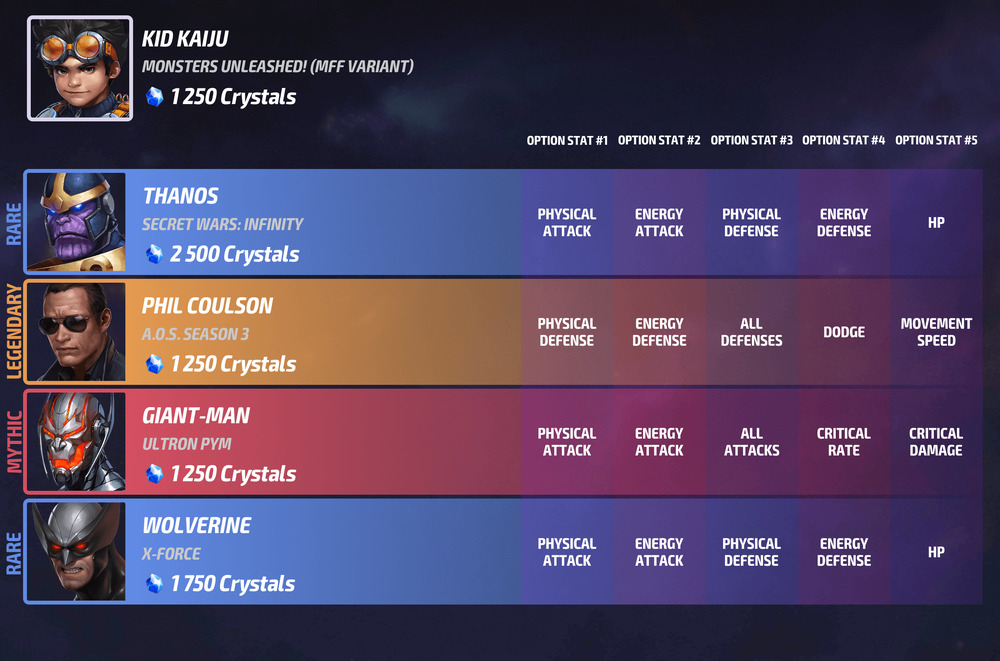 KID KAIJU
MONSTERS UNLEASHED! (MFF VARIANT)
1 250 Crystals
OPTION STAT #1 OPTION STAT #2 OPTION STAT #3 OPTION STAT #4 OPTION STAT #5
RARE
THANOS
SECRET WARS: INFINITY
2 500 Crystals
PHYSICAL
ATTACK
ENERGY
ATTACK
PHYSICAL
DEFENSE
ENERGY
DEFENSE
HP
LEGENDARY
PHIL COULSON
A.O.S. SEASON 3
1 250 Crystals
PHYSICAL
DEFENSE
ENERGY
DEFENSE
ALL
DEFENSES
DODGE
MOVEMENT
SPEED
MYTHIC
GIANT-MAN
ULTRON PYM
1 250 Crystals
PHYSICAL
ATTACK
ENERGY
ATTACK
ALL
ATTACKS
CRITICAL
RATE
CRITICAL
DAMAGE
RARE
WOLVERINE
X-FORCE
1 750 Crystals
PHYSICAL
ATTACK
ENERGY
ATTACK
PHYSICAL
DEFENSE
ENERGY
DEFENSE
HP